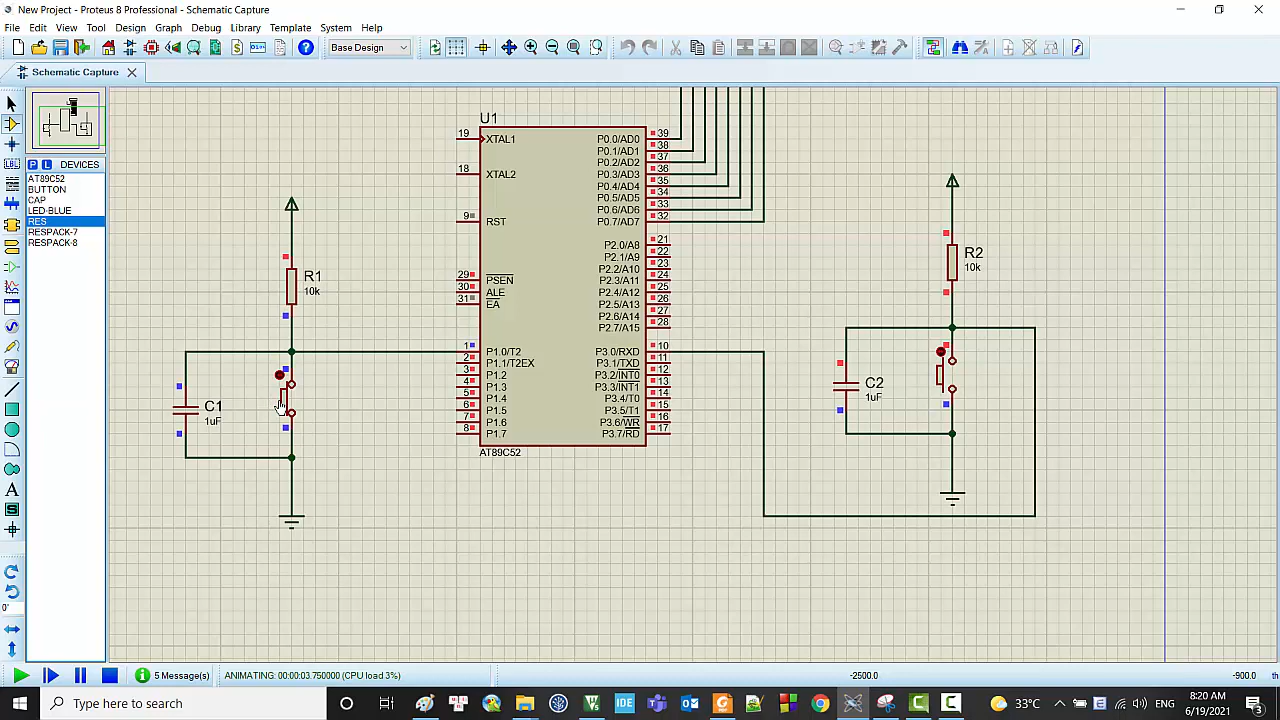 New Project - Proteus 8 Professional - Schematic Capture
File Edit View Tool Design Graph Debug Library Template System Help
Base Design
Schematic Capture
P L DEVICES
AT89C52
BUTTON
CAP
LED-BLUE
RES
RESPACK-7
RESPACK-8
LBL
A
S
0°
U1
19 XTAL1
18 XTAL2
9 RST
29 PSEN
30 ALE
31 EA
1 P1.0/T2
2 P1.1/T2EX
3 P1.2
4 P1.3
5 P1.4
6 P1.5
7 P1.6
8 P1.7
P0.0/AD0 39
P0.1/AD1 38
P0.2/AD2 37
P0.3/AD3 36
P0.4/AD4 35
P0.5/AD5 34
P0.6/AD6 33
P0.7/AD7 32
P2.0/A8 21
P2.1/A9 22
P2.2/A10 23
P2.3/A11 24
P2.4/A12 25
P2.5/A13 26
P2.6/A14 27
P2.7/A15 28
P3.0/RXD 10
P3.1/TXD 11
P3.2/INT0 12
P3.3/INT1 13
P3.4/T0 14
P3.5/T1 15
P3.6/WR 16
P3.7/RD 17
AT89C52
R1
10k
C1
1uF
R2
10k
C2
1uF
5 Message(s)
ANIMATING: 00:00:03.750000 (CPU load 3%)
-2500.0
-900.0
th
Type here to search
IDE
33°C
ENG
8:20 AM
6/19/2021
3